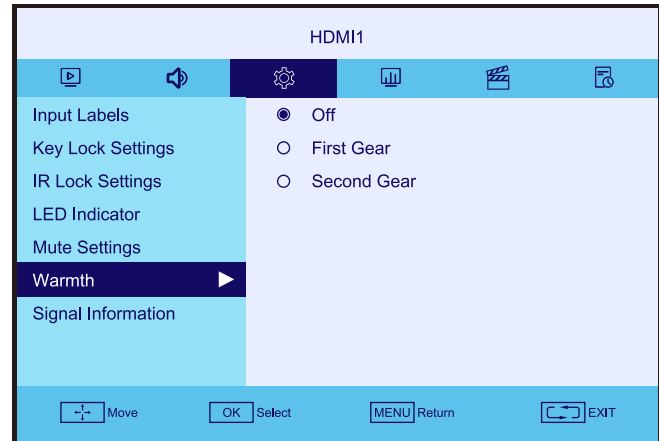 HDMI1
Input Labels
Key Lock Settings
IR Lock Settings
LED Indicator
Mute Settings
Warmth
Signal Information
Off
First Gear
Second Gear
Move OK Select MENU Return EXIT